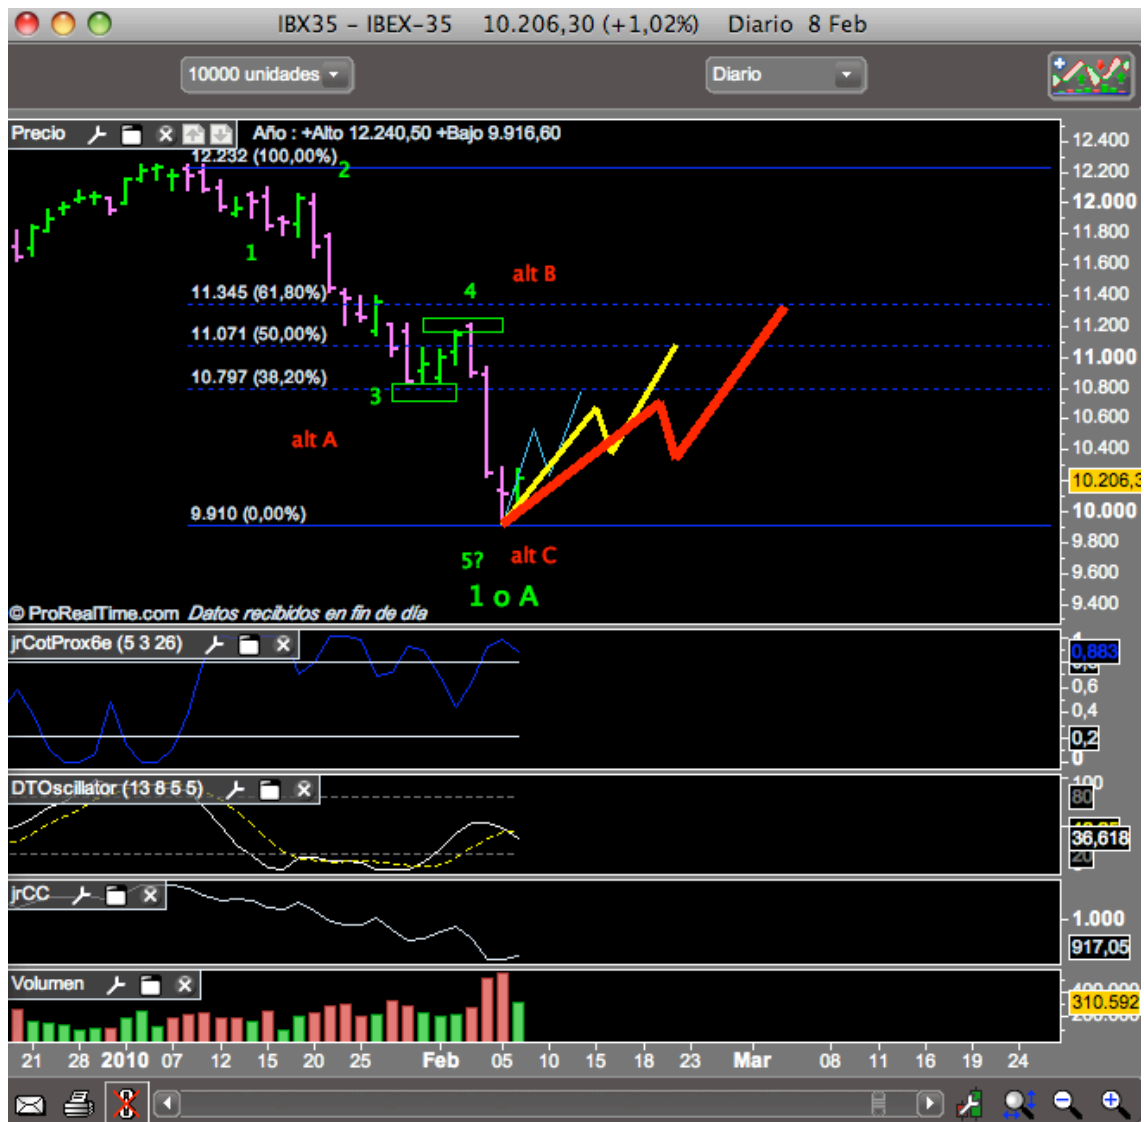 IBX35 - IBEX-35 10.206,30 (+1,02%) Diario 8 Feb
10000 unidades
Diario
Precio
Año : +Alto 12.240,50 +Bajo 9.916,60
12.232 (100,00%)
2
1
alt B
11.345 (61,80%)
4
11.071 (50,00%)
10.797 (38,20%)
3
alt A
9.910 (0,00%)
5?
alt C
1 o A
© ProRealTime.com Datos recibidos en fin de día
12.400
12.200
12.000
11.800
11.600
11.400
11.200
11.000
10.800
10.600
10.400
10.206,3
10.000
9.800
9.600
9.400
jrCotProx6e (5 3 26)
0,883
0,6
0,4
0,2
0
DTOscillator (13 8 5 5)
100
80
36,618
20
jrCC
1.000
917,05
Volumen
310.592
21 28 2010 07 12 15 20 25 Feb 05 10 15 18 23 Mar 08 11 16 19 24